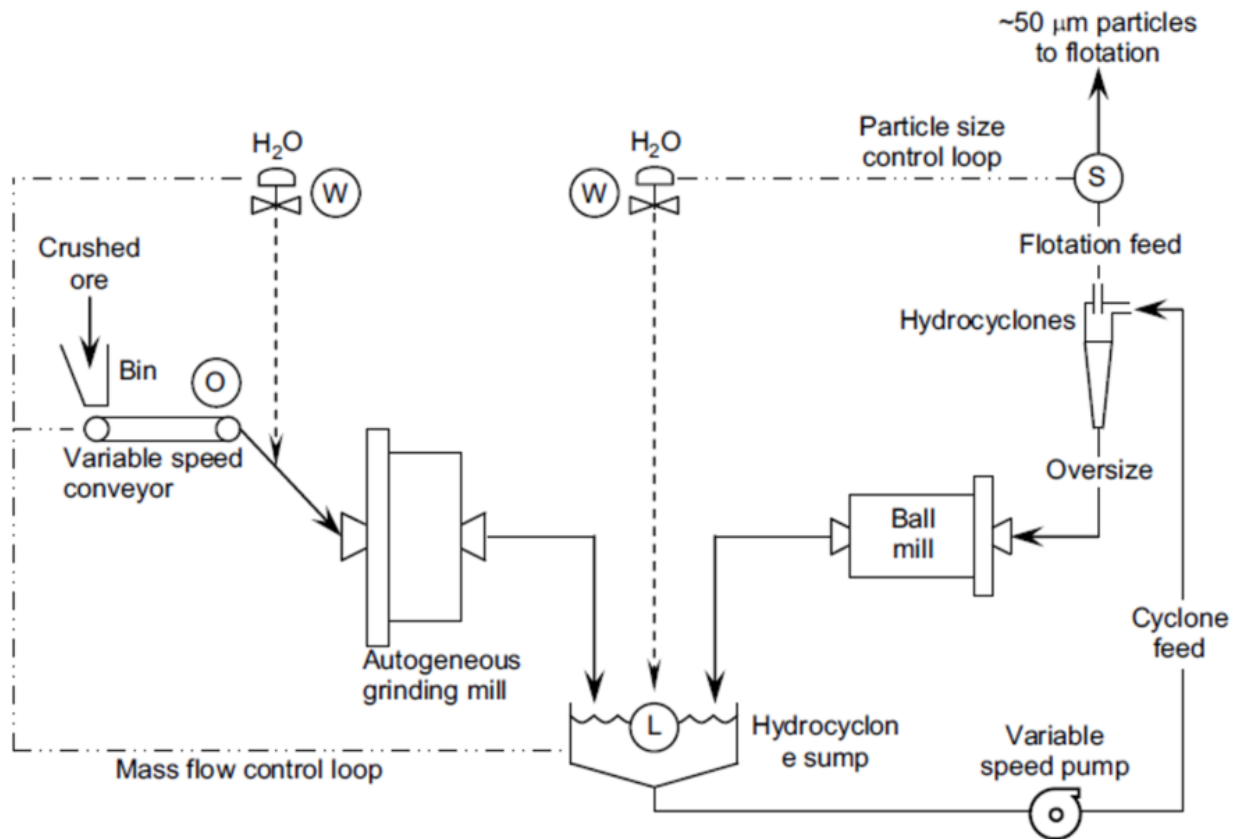 ~50 μm particles
to flotation
Particle size
control loop
H₂O
W
H₂O
W
S
Crushed
ore
Flotation feed
Hydrocyclones
Bin
O
Variable speed
conveyor
Oversize
Ball
mill
Cyclone
feed
Autogeneous
grinding mill
L
Hydrocyclon
e sump
Variable
speed pump
Mass flow control loop